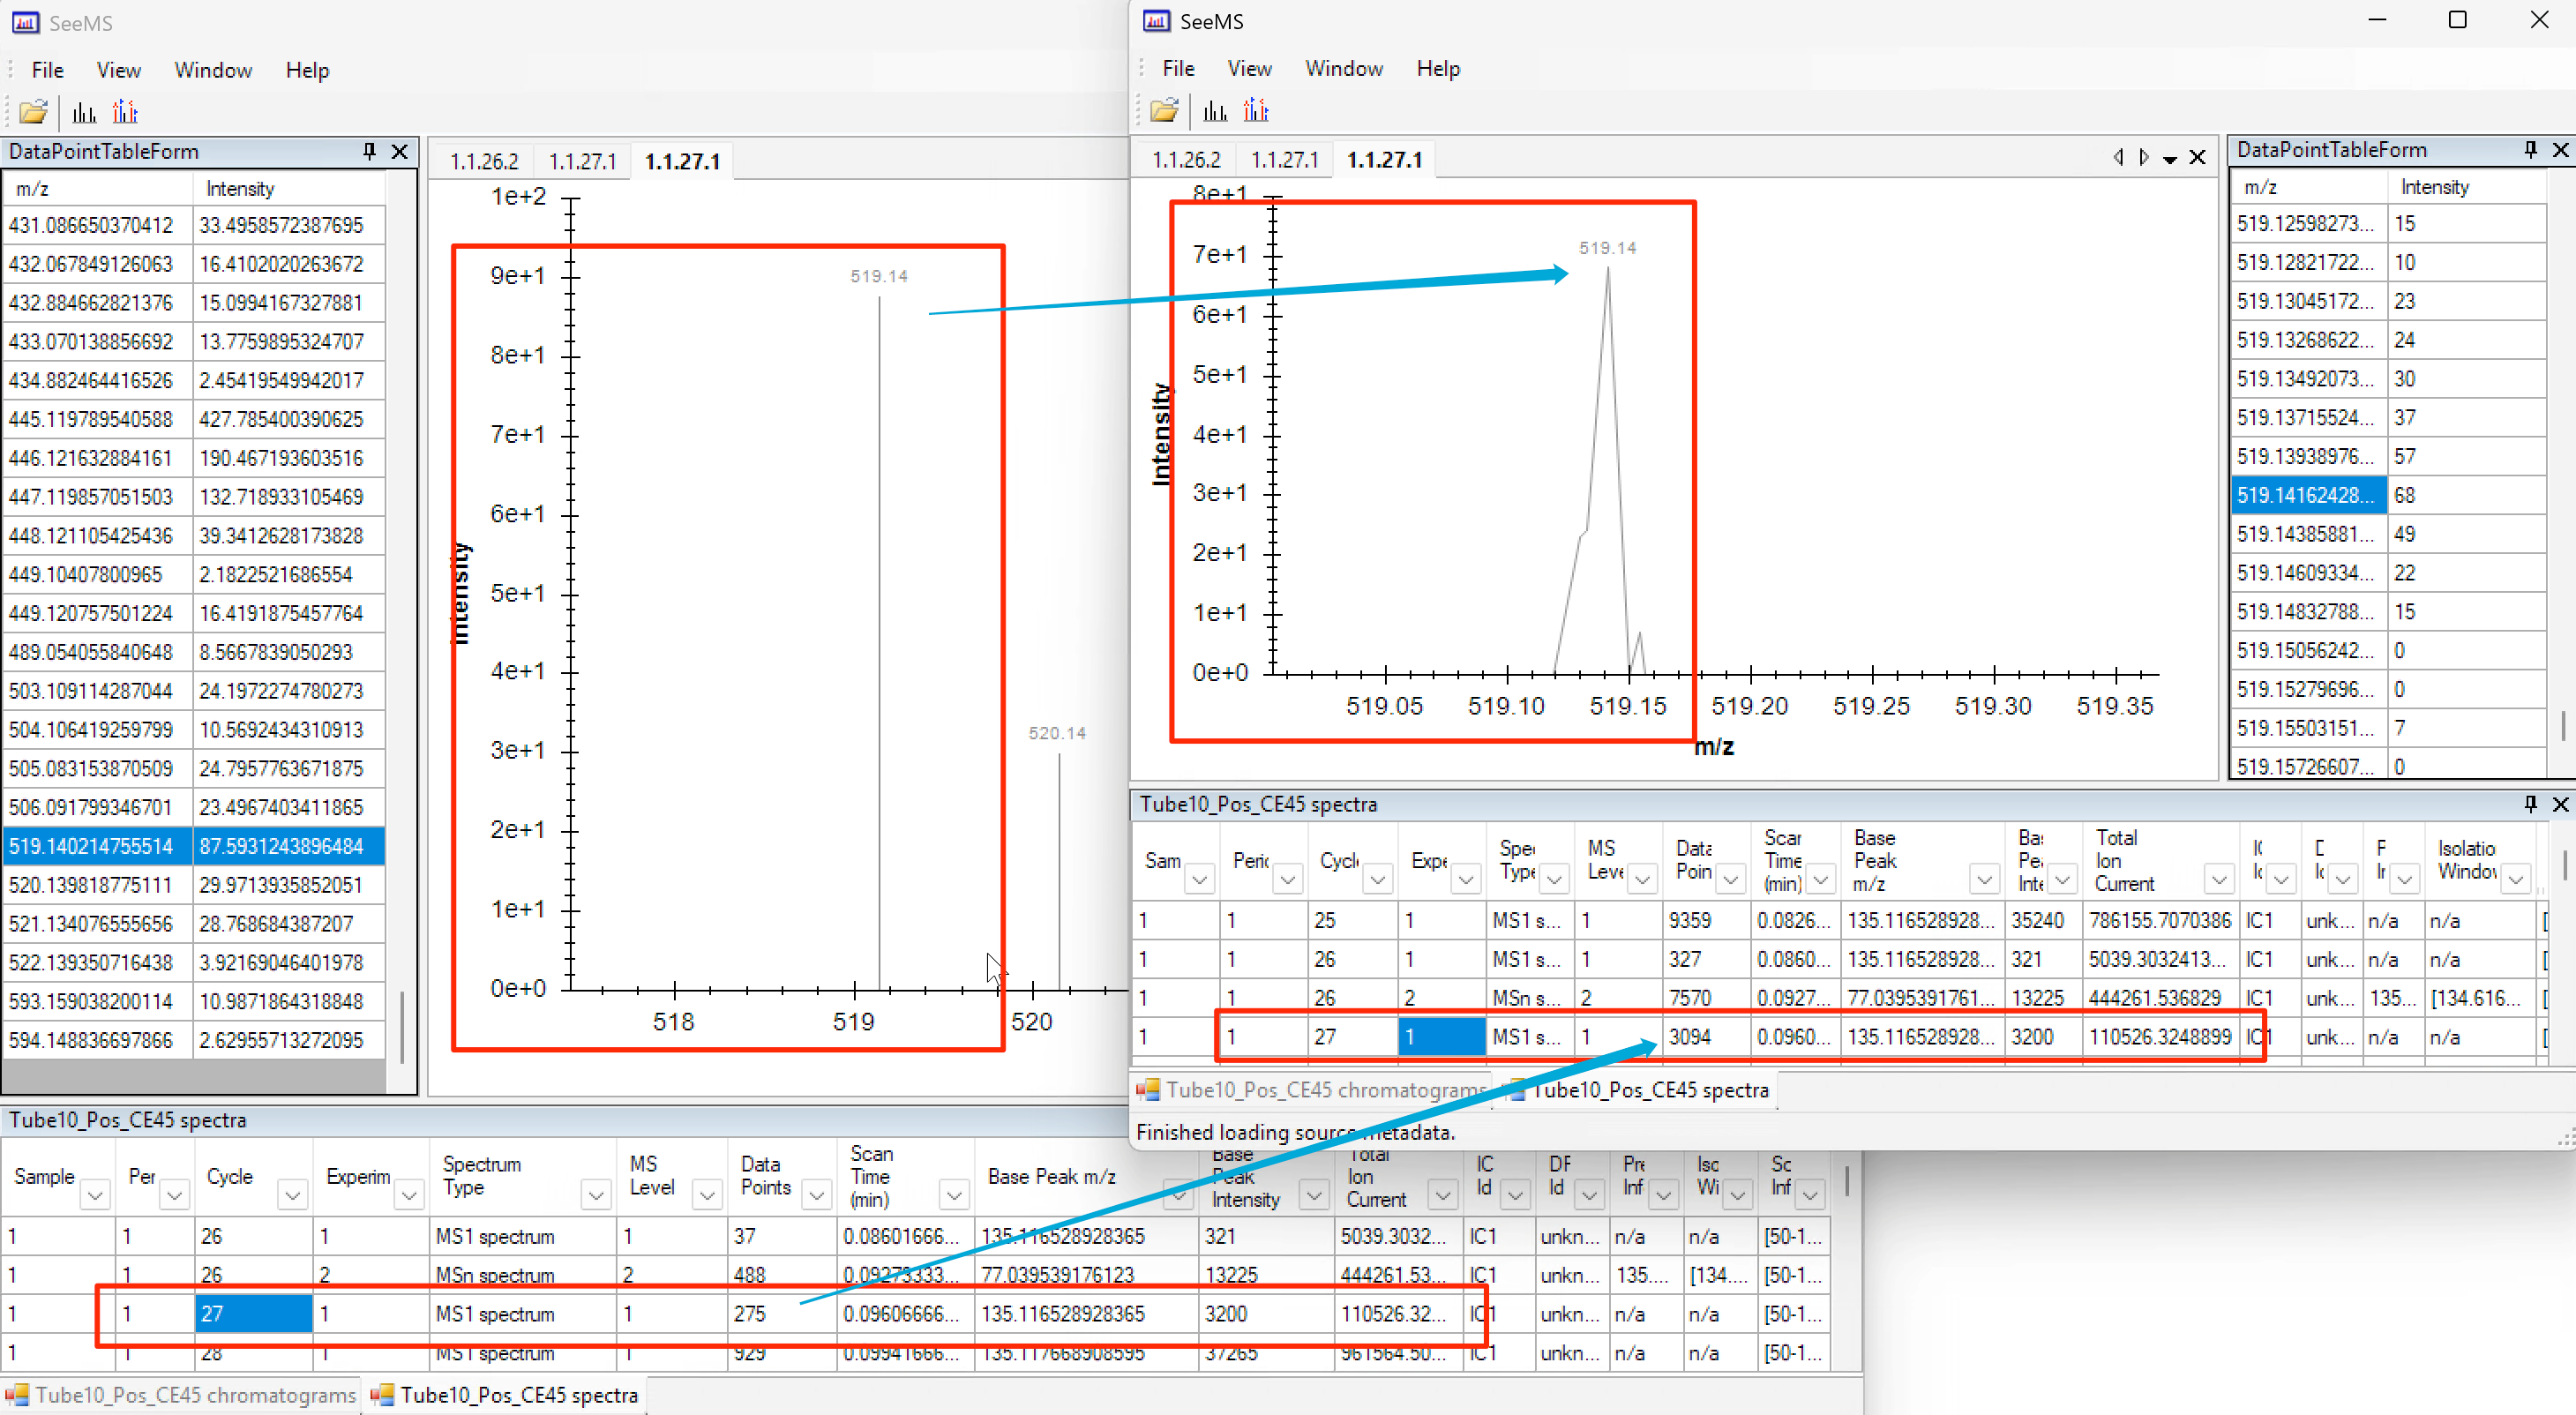 SeeMS
File View Window Help
DataPointTableForm
m/z Intensity
431.086650370412 33.4958572387695
432.067849126063 16.4102020263672
432.884662821376 15.0994167327881
433.070138856692 13.7759895324707
434.882464416526 2.45419549942017
445.119789540588 427.785400390625
446.121632884161 190.467193603516
447.119857051503 132.718933105469
448.121105425436 39.3412628173828
449.10407800965 2.1822521686554
449.120757501224 16.4191875457764
489.054055840648 8.5667839050293
503.109114287044 24.1972274780273
504.106419259799 10.5692434310913
505.083153870509 24.7957763671875
506.091799346701 23.4967403411865
519.140214755514 87.5931243896484
520.139818775111 29.9713935852051
521.134076555656 28.768684387207
522.139350716438 3.92169046401978
593.159038200114 10.9871864318848
594.148836697866 2.62955713272095
1.1.26.2 1.1.27.1 1.1.27.1
1e+2
9e+1
8e+1
7e+1
6e+1
5e+1
4e+1
3e+1
2e+1
1e+1
0e+0
Intensity
519.14
520.14
518 519 520
Tube10_Pos_CE45 spectra
Sample Per Cycle Experim Spectrum Type MS Level Data Points Scan Time (min) Base Peak m/z Base Peak Intensity Total Ion Current IC Id DF Id Pre Inf Isc Wi Sc Inf
1 1 26 1 MS1 spectrum 1 37 0.08601666... 135.116528928365 321 5039.3032... IC1 unkn... n/a n/a [50-1...
1 1 26 2 MSn spectrum 2 488 0.09273333... 77.039539176123 13225 444261.53... IC1 unkn... 135.... [134.... [50-1...
1 1 27 1 MS1 spectrum 1 275 0.09606666... 135.116528928365 3200 110526.32... IC1 unkn... n/a n/a [50-1...
1 1 28 1 MS1 spectrum 1 929 0.09941666... 135.117668908595 37265 961564.50... IC1 unkn... n/a n/a [50-1...
Tube10_Pos_CE45 chromatograms Tube10_Pos_CE45 spectra
SeeMS
File View Window Help
1.1.26.2 1.1.27.1 1.1.27.1
8e+1
7e+1
6e+1
5e+1
4e+1
3e+1
2e+1
1e+1
0e+0
Intensity
519.14
519.05 519.10 519.15 519.20 519.25 519.30 519.35
m/z
DataPointTableForm
m/z Intensity
519.12598273... 15
519.12821722... 10
519.13045172... 23
519.13268622... 24
519.13492073... 30
519.13715524... 37
519.13938976... 57
519.14162428... 68
519.14385881... 49
519.14609334... 22
519.14832788... 15
519.15056242... 0
519.15279696... 0
519.15503151... 7
519.15726607... 0
Tube10_Pos_CE45 spectra
Sam Peric Cycl Expe Spe Type MS Leve Data Poin Scar Time (min) Base Peak m/z Ba Pe Inte Total Ion Current Isolatio Windov
1 1 25 1 MS1 s... 1 9359 0.0826... 135.116528928... 35240 786155.7070386 IC1 unk... n/a n/a [
1 1 26 1 MS1 s... 1 327 0.0860... 135.116528928... 321 5039.3032413... IC1 unk... n/a n/a [
1 1 26 2 MSn s... 2 7570 0.0927... 77.0395391761... 13225 444261.536829 IC1 unk... 135... [134.616... [
1 1 27 1 MS1 s... 1 3094 0.0960... 135.116528928... 3200 110526.3248899 IC1 unk... n/a n/a [
Tube10_Pos_CE45 chromatograms Tube10_Pos_CE45 spectra
Finished loading source metadata.